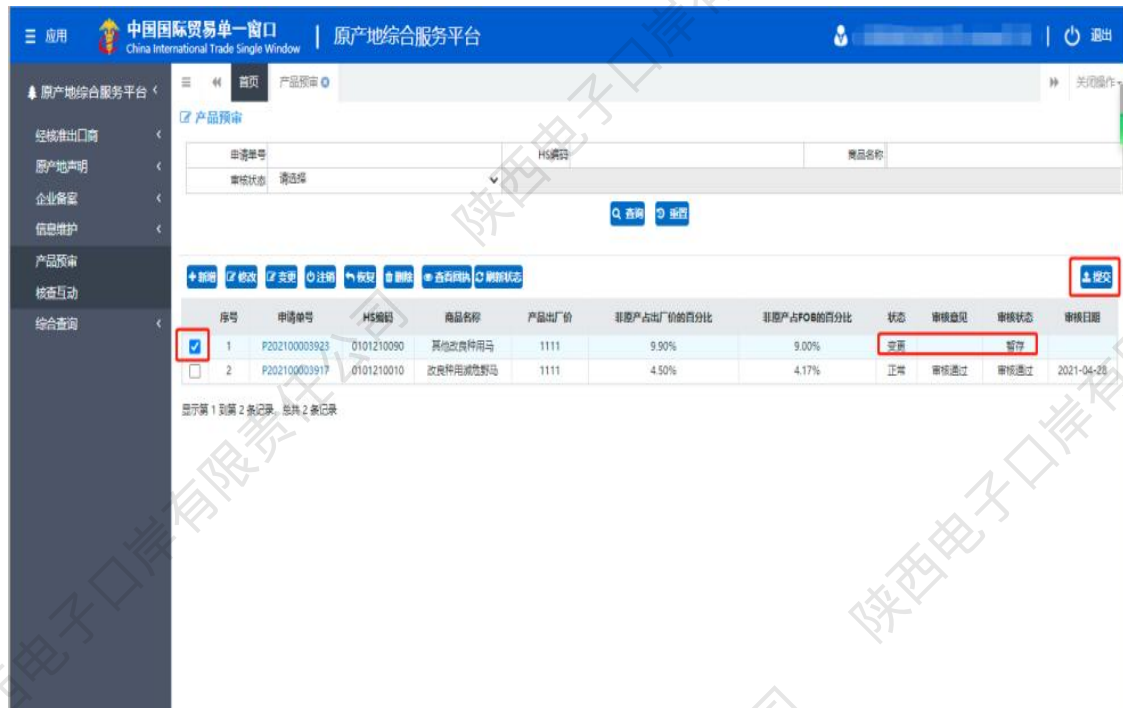 应用 中国国际贸易单一窗口 原产地综合服务平台 退出
China International Trade Single Window
原产地综合服务平台 首页 产品预审 关闭操作
产品预审
经核准出口商
原产地声明
企业备案
信息维护
产品预审
核查互动
综合查询
申请单号 HS编码 商品名称
审核状态 请选择
查询 重置
新增 修改 变更 注销 恢复 删除 查看回执 刷新状态 提交
序号 申请单号 HS编码 商品名称 产品出厂价 非原产占出厂价的百分比 非原产占FOB的百分比 状态 审核意见 审核状态 审核日期
1 P202100003923 0101210090 其他改良种用马 1111 9.90% 9.00% 变更 暂存
2 P202100003917 0101210010 改良种用濒危野马 1111 4.50% 4.17% 正常 审核通过 审核通过 2021-04-28
显示第 1 到第 2 条记录，总共 2 条记录
陕西电子口岸有限责任公司
陕西电子口岸
陕西电子口岸有